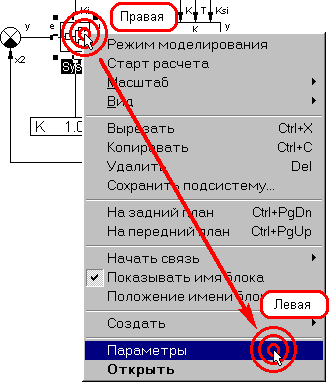 Ki T Ksi
Правая
y e y
x2
Sys
K 1.0
Режим моделирования
Старт расчета
Масштаб
Вид
Вырезать Ctrl+X
Копировать Ctrl+C
Удалить Del
Сохранить подсистему...
На задний план Ctrl+PgDn
На передний план Ctrl+PgUp
Начать связь
Показывать имя блока
Положение имени бло
Левая
Создать
Параметры
Открыть